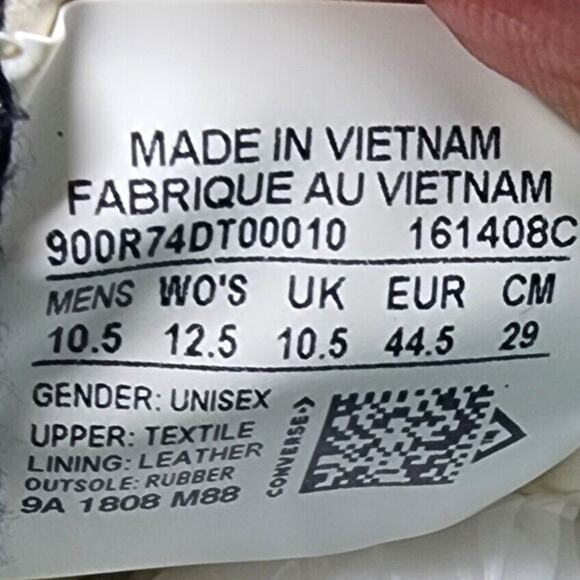 MADE IN VIETNAM
FABRIQUE AU VIETNAM
900R74DT00010 161408C
MENS WO'S UK EUR CM
10.5 12.5 10.5 44.5 29
GENDER: UNISEX
UPPER: TEXTILE
LINING: LEATHER
OUTSOLE: RUBBER
9A 1808 M88
CONVERSE